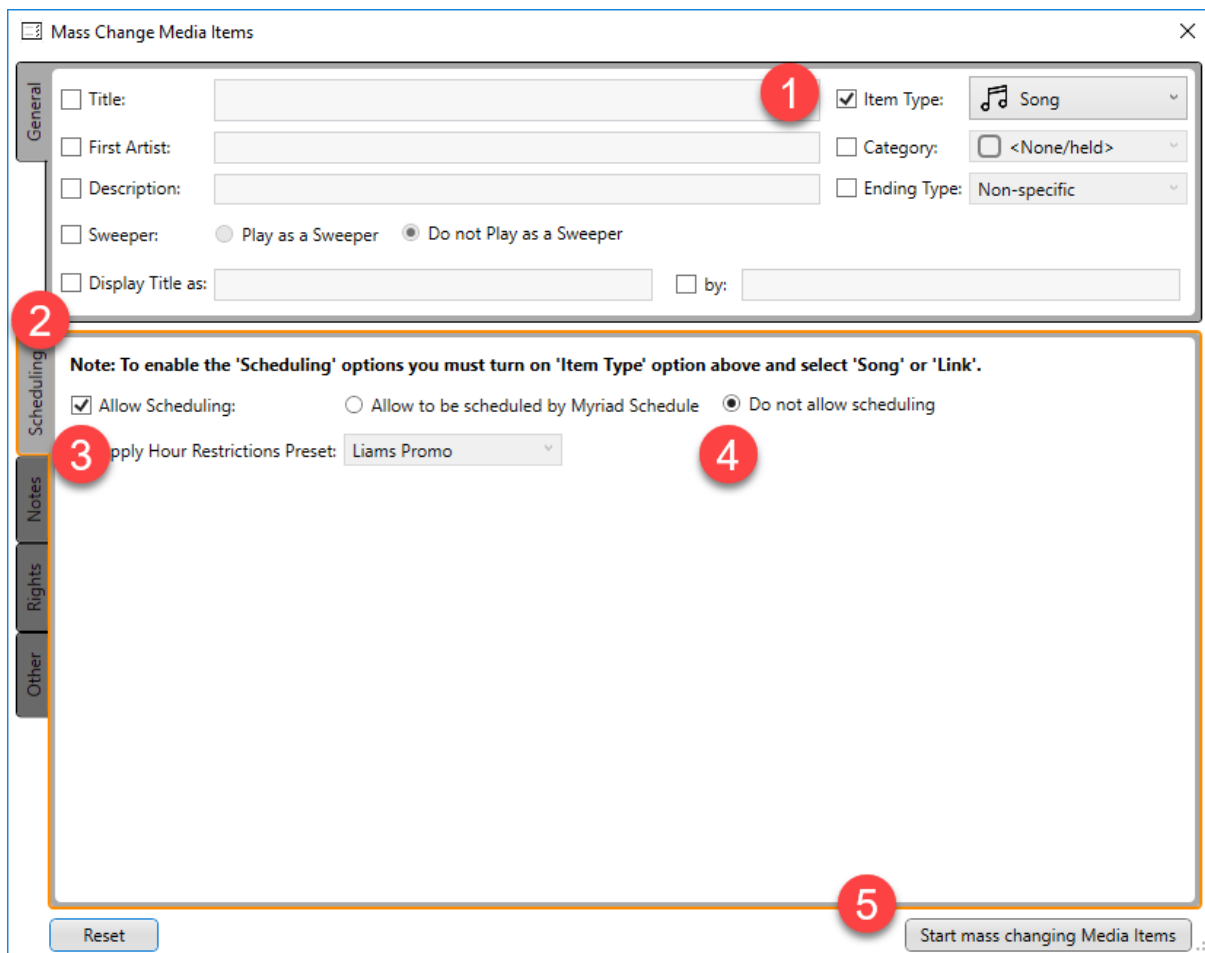 Mass Change Media Items
General
Title:
1
Item Type: Song
First Artist:
Category: <None/held>
Description:
Ending Type: Non-specific
Sweeper: Play as a Sweeper Do not Play as a Sweeper
Display Title as: by:
2
Scheduling
Note: To enable the 'Scheduling' options you must turn on 'Item Type' option above and select 'Song' or 'Link'.
Allow Scheduling: Allow to be scheduled by Myriad Schedule Do not allow scheduling
3
pply Hour Restrictions Preset: Liams Promo
4
Notes
Rights
Other
5
Reset
Start mass changing Media Items